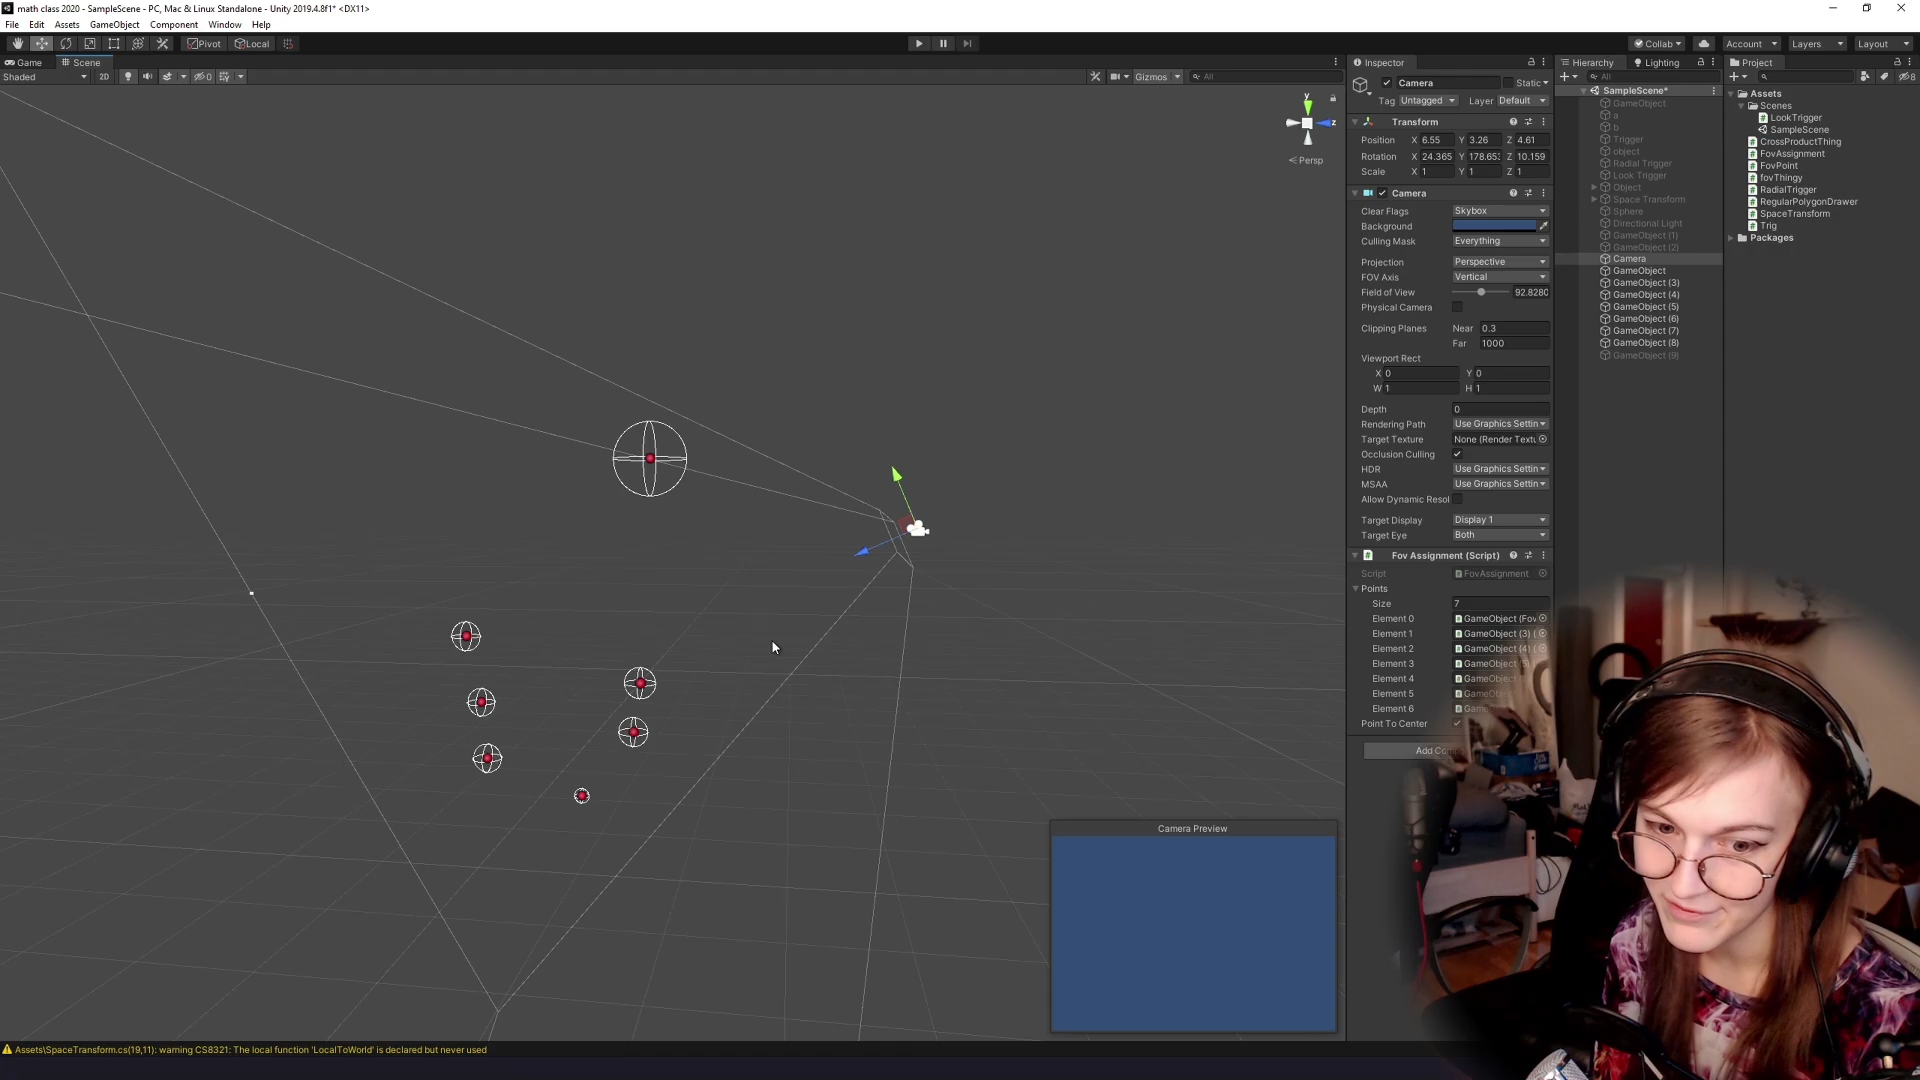 math class 2020 - SampleScene - PC, Mac & Linux Standalone - Unity 2019.4.8f1* <DX11>
File Edit Assets GameObject Component Window Help
Pivot Local Collab Account Layers Layout
Game Scene
Shaded 2D 0 Gizmos All
y
z
Persp
Inspector
Camera Static
Tag Untagged Layer Default
Transform
Position X 6.55 Y 3.26 Z 4.61
Rotation X 24.365 Y 178.653 Z 10.159
Scale X 1 Y 1 Z 1
Camera
Clear Flags Skybox
Background
Culling Mask Everything
Projection Perspective
FOV Axis Vertical
Field of View 92.8280
Physical Camera
Clipping Planes Near 0.3
Far 1000
Viewport Rect
X 0 Y 0
W 1 H 1
Depth 0
Rendering Path Use Graphics Settin
Target Texture None (Render Textu
Occlusion Culling
HDR Use Graphics Settin
MSAA Use Graphics Settin
Allow Dynamic Resol
Target Display Display 1
Target Eye Both
Fov Assignment (Script)
Script FovAssignment
Points
Size 7
Element 0 GameObject (Fov
Element 1 GameObject (3) (
Element 2 GameObject (4) (
Element 3 GameObject
Element 4 GameObject
Element 5 GameObject
Element 6
Point To Center
Add
Hierarchy Lighting
All
SampleScene*
GameObject
a
b
Trigger
object
Radial Trigger
Look Trigger
Object
Space Transform
Sphere
Directional Light
GameObject (1)
GameObject (2)
Camera
GameObject
GameObject (3)
GameObject (4)
GameObject (5)
GameObject (6)
GameObject (7)
GameObject (8)
GameObject (9)
Project
8
Assets
Scenes
LookTrigger
SampleScene
CrossProductThing
FovAssignment
FovPoint
fovThingy
RadialTrigger
RegularPolygonDrawer
SpaceTransform
Trig
Packages
Camera Preview
Assets\SpaceTransform.cs(19,11): warning CS8321: The local function 'LocalToWorld' is declared but never used